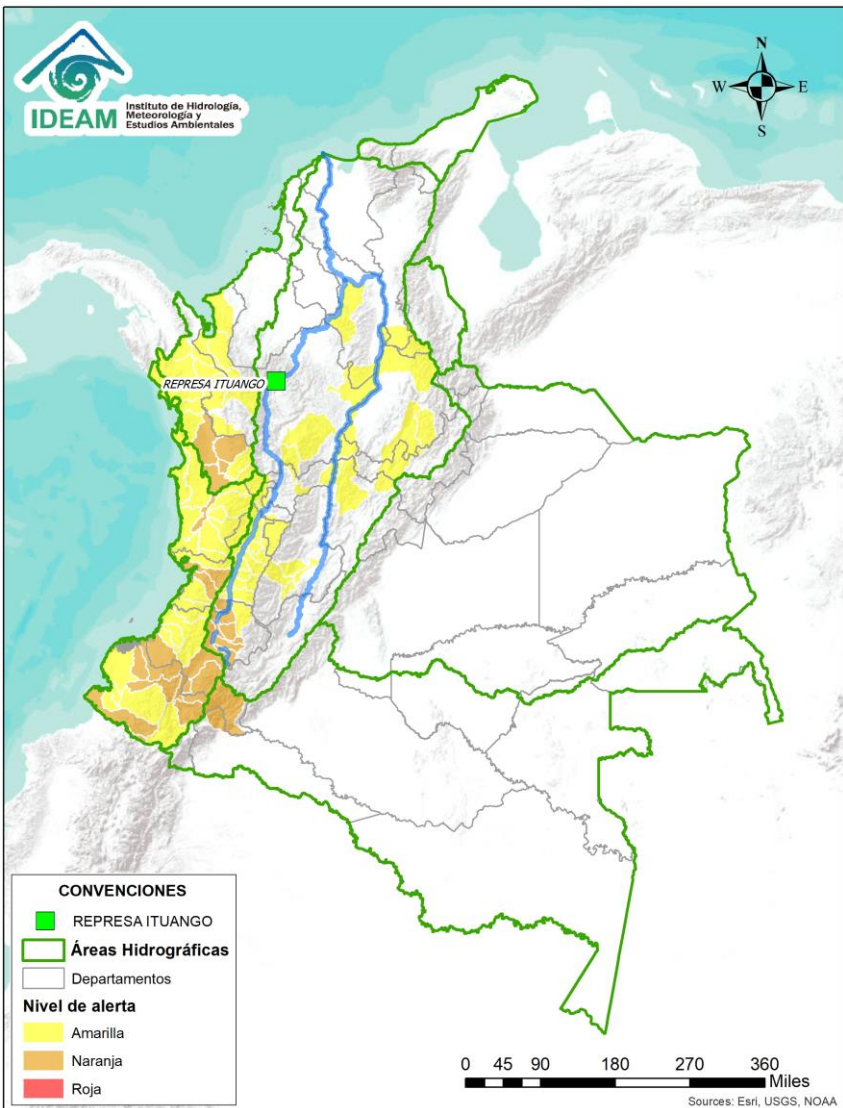 IDEAM
Instituto de Hidrología,
Meteorología y
Estudios Ambientales
N
W
E
S
REPRESA ITUANGO
CONVENCIONES
REPRESA ITUANGO
Áreas Hidrográficas
Departamentos
Nivel de alerta
Amarilla
Naranja
Roja
0 45 90 180 270 360
Miles
Sources: Esri, USGS, NOAA